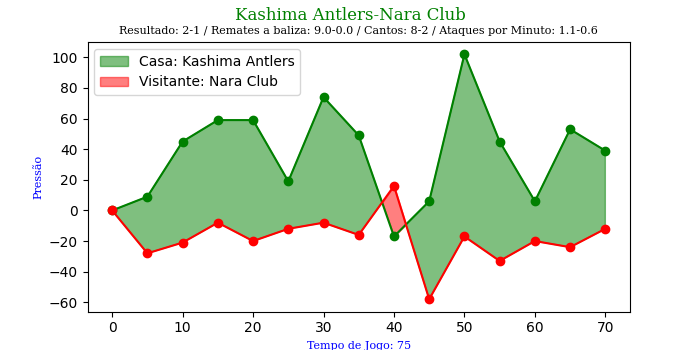 Kashima Antlers-Nara Club
Resultado: 2-1 / Remates a baliza: 9.0-0.0 / Cantos: 8-2 / Ataques por Minuto: 1.1-0.6
Casa: Kashima Antlers
Visitante: Nara Club
Pressão
100
80
60
40
20
0
−20
−40
−60
0 10 20 30 40 50 60 70
Tempo de Jogo: 75